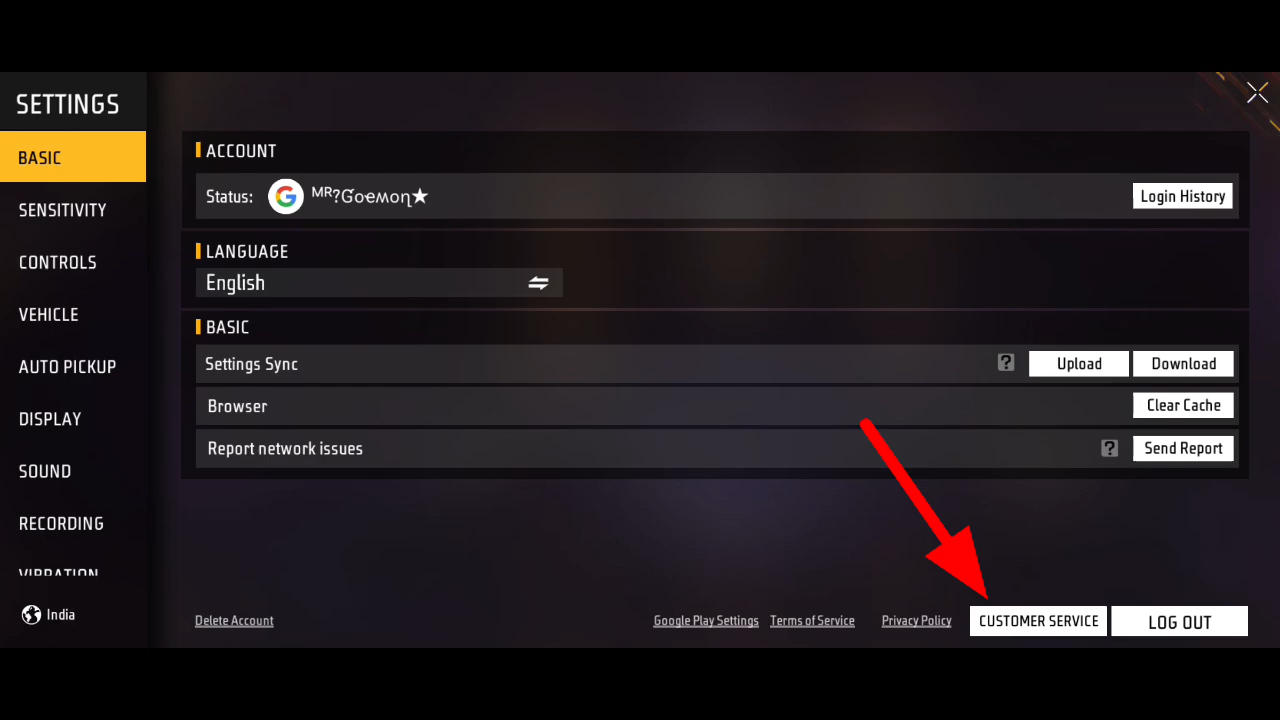 SETTINGS
BASIC
SENSITIVITY
CONTROLS
VEHICLE
AUTO PICKUP
DISPLAY
SOUND
RECORDING
VIBRATION
India
ACCOUNT
Status: G Login History
LANGUAGE
English
BASIC
Settings Sync ? Upload Download
Browser Clear Cache
Report network issues ? Send Report
Delete Account Google Play Settings Terms of Service Privacy Policy CUSTOMER SERVICE LOG OUT